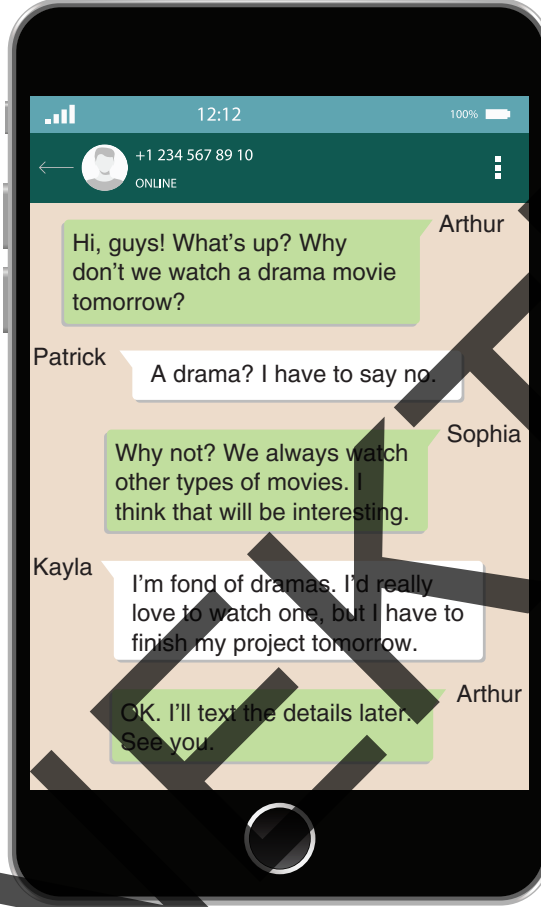 12:12
100%
+1 234 567 89 10
ONLINE
Arthur
Hi, guys! What's up? Why
don't we watch a drama movie
tomorrow?
Patrick
A drama? I have to say no.
Sophia
Why not? We always watch
other types of movies. I
think that will be interesting.
Kayla
I'm fond of dramas. I'd really
love to watch one, but I have to
finish my project tomorrow.
Arthur
OK. I'll text the details later.
See you.